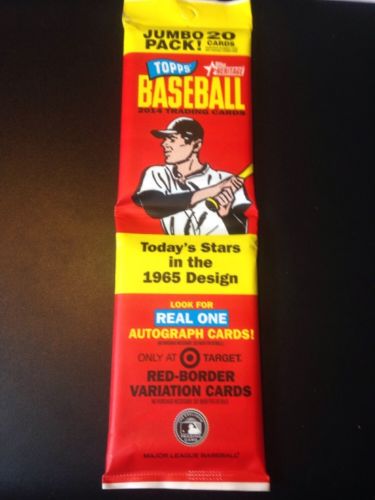 JUMBO 20
PACK! CARDS
TOPPS Topps HERITAGE
BASEBALL
2014 TRADING CARDS
Today's Stars
in the
1965 Design
LOOK FOR
REAL ONE
AUTOGRAPH CARDS!
ONLY AT TARGET
RED-BORDER
VARIATION CARDS
MAJOR LEAGUE BASEBALL